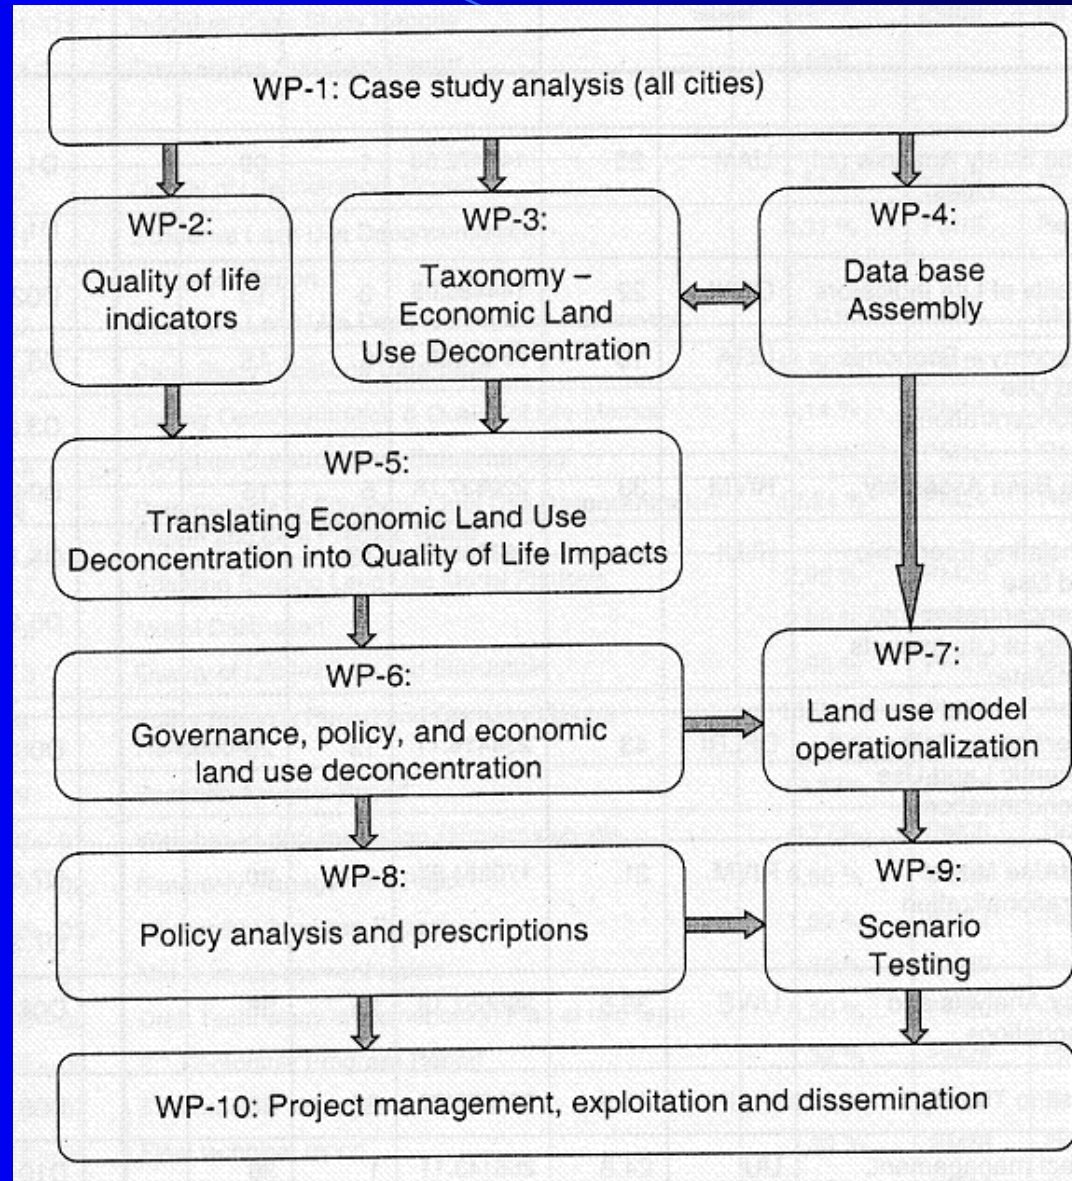 WP-1: Case study analysis (all cities)
WP-2:
Quality of life
indicators
WP-3:
Taxonomy –
Economic Land
Use Deconcentration
WP-4:
Data base
Assembly
WP-5:
Translating Economic Land Use
Deconcentration into Quality of Life Impacts
WP-6:
Governance, policy, and economic
land use deconcentration
WP-7:
Land use model
operationalization
WP-8:
Policy analysis and prescriptions
WP-9:
Scenario
Testing
WP-10: Project management, exploitation and dissemination